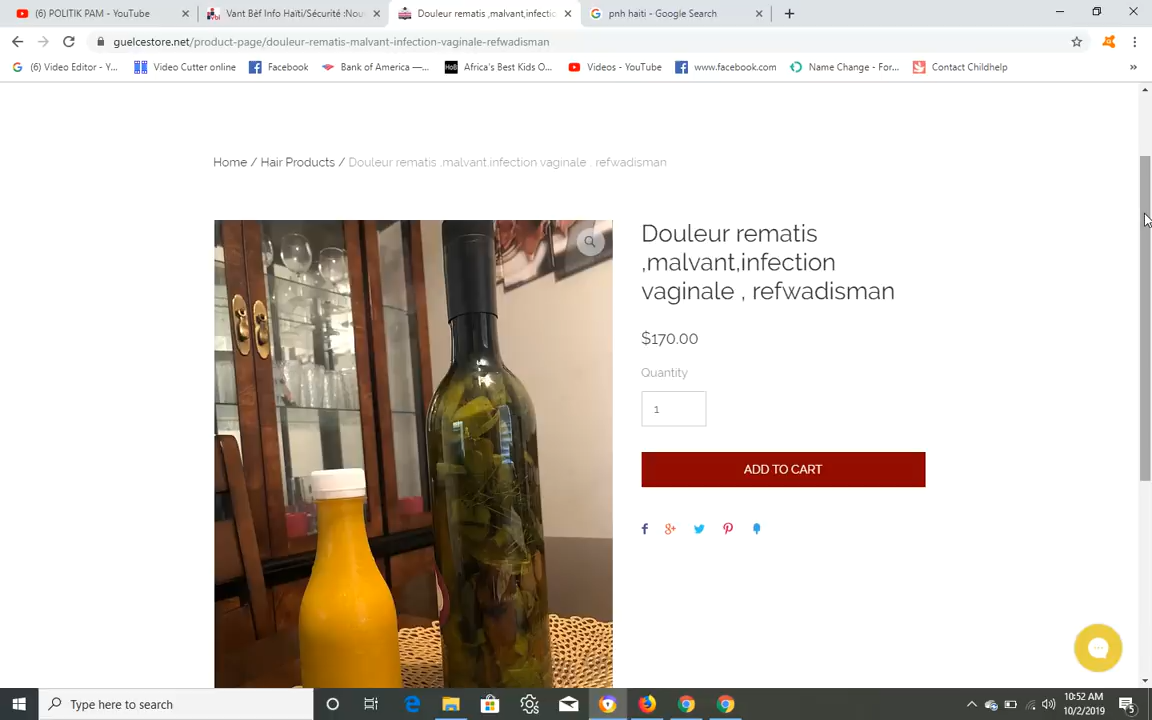 (6) POLITIK PAM - YouTube
Vant Bèf Info Haïti/Sécurité :Nou
Douleur rematis ,malvant,infectio
pnh haiti - Google Search
guelcestore.net/product-page/douleur-rematis-malvant-infection-vaginale-refwadisman
(6) Video Editor - Y...
Video Cutter online
Facebook
Bank of America —...
Africa's Best Kids O...
Videos - YouTube
www.facebook.com
Name Change - For...
Contact Childhelp
»
Home / Hair Products / Douleur rematis ,malvant,infection vaginale , refwadisman
Douleur rematis
,malvant,infection
vaginale , refwadisman
$170.00
Quantity
1
ADD TO CART
Type here to search
10:52 AM
10/2/2019
5